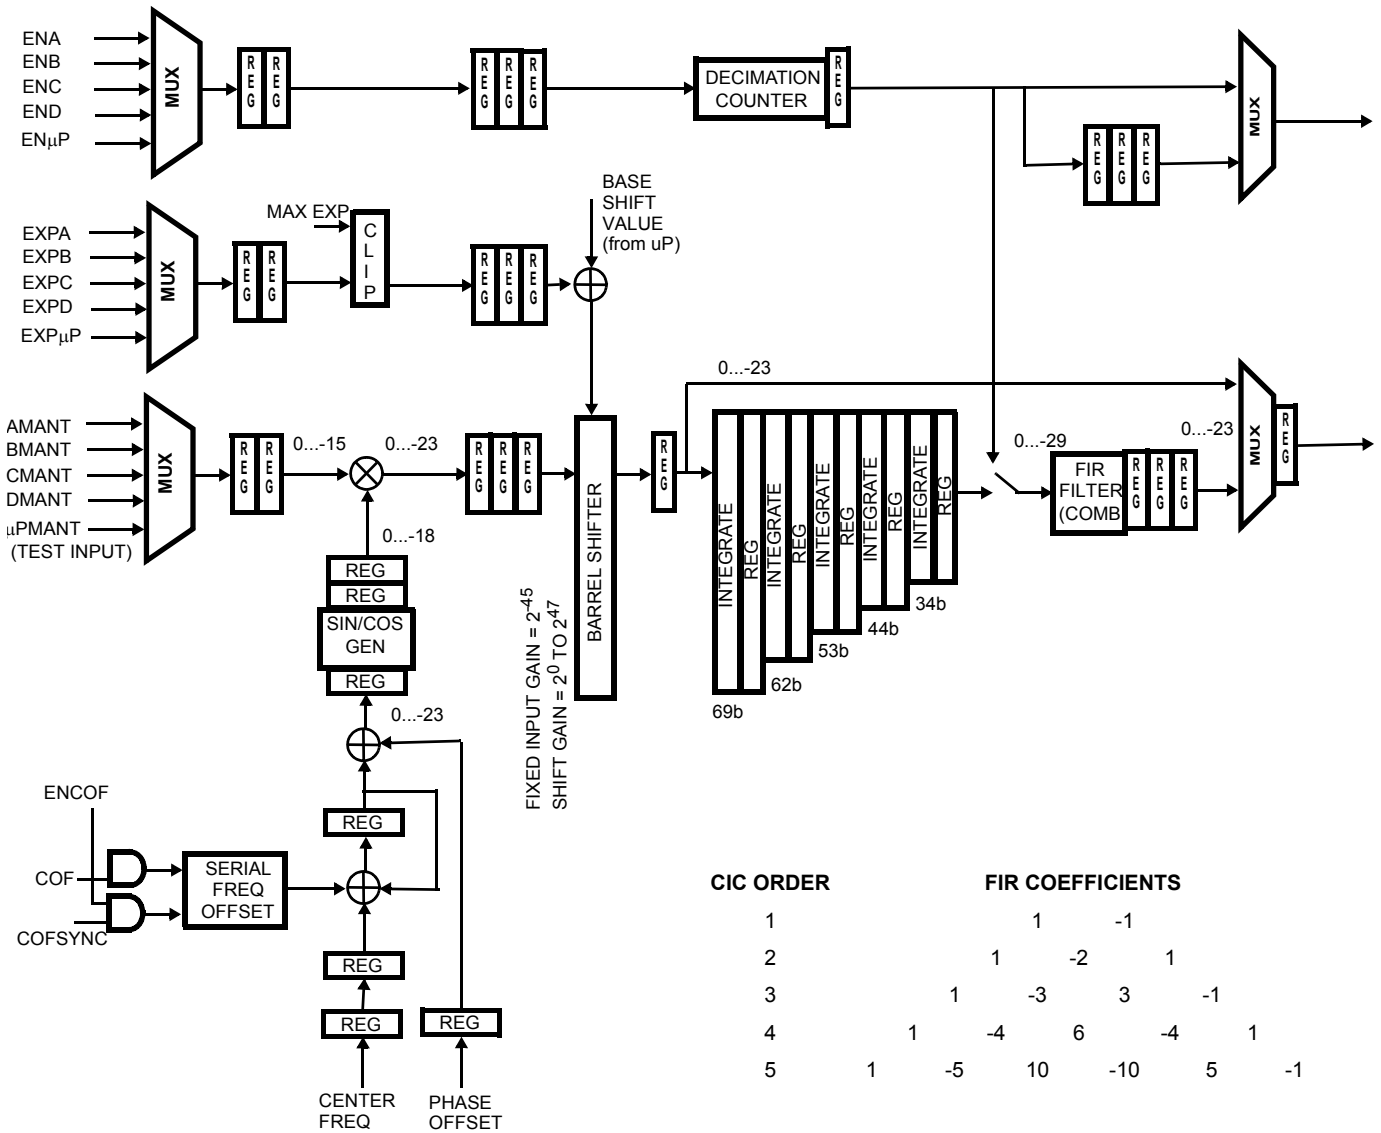 ENA
ENB
ENC
END
ENμP
MUX
REG
REG
REG
REG
REG
DECIMATION
COUNTER
REG
REG
REG
REG
MUX
EXPA
EXPB
EXPC
EXPD
EXPμP
MUX
REG
REG
MAX EXP
CLIP
REG
REG
REG
BASE
SHIFT
VALUE
(from uP)
AMANT
BMANT
CMANT
DMANT
μPMANT
(TEST INPUT)
MUX
REG
REG
0...-15
0...-23
REG
REG
REG
BARREL SHIFTER
FIXED INPUT GAIN = 2-45
SHIFT GAIN = 20 TO 247
REG
0...-23
INTEGRATE
REG
INTEGRATE
REG
INTEGRATE
REG
INTEGRATE
REG
INTEGRATE
REG
69b
62b
53b
44b
34b
0...-29
FIR
FILTER
(COMB
REG
REG
REG
0...-23
MUX
REG
0...-18
REG
REG
SIN/COS
GEN
REG
0...-23
REG
ENCOF
COF
COFSYNC
SERIAL
FREQ
OFFSET
REG
REG
REG
CENTER
FREQ
PHASE
OFFSET
CIC ORDER FIR COEFFICIENTS
1 1 -1
2 1 -2 1
3 1 -3 3 -1
4 1 -4 6 -4 1
5 1 -5 10 -10 5 -1